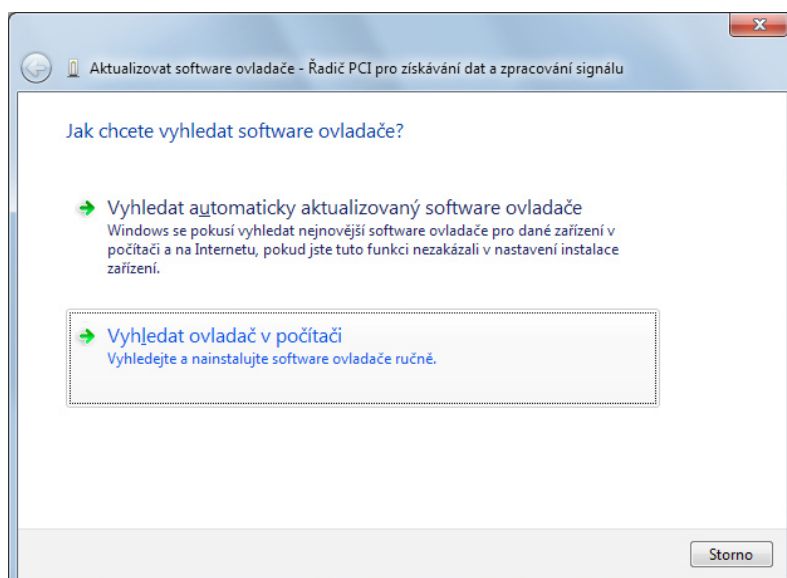 Aktualizovat software ovladače - Řadič PCI pro získávání dat a zpracování signálu
Jak chcete vyhledat software ovladače?
Vyhledat automaticky aktualizovaný software ovladače
Windows se pokusí vyhledat nejnovější software ovladače pro dané zařízení v
počítači a na Internetu, pokud jste tuto funkci nezakázali v nastavení instalace
zařízení.
Vyhledat ovladač v počítači
Vyhledejte a nainstalujte software ovladače ručně.
Storno